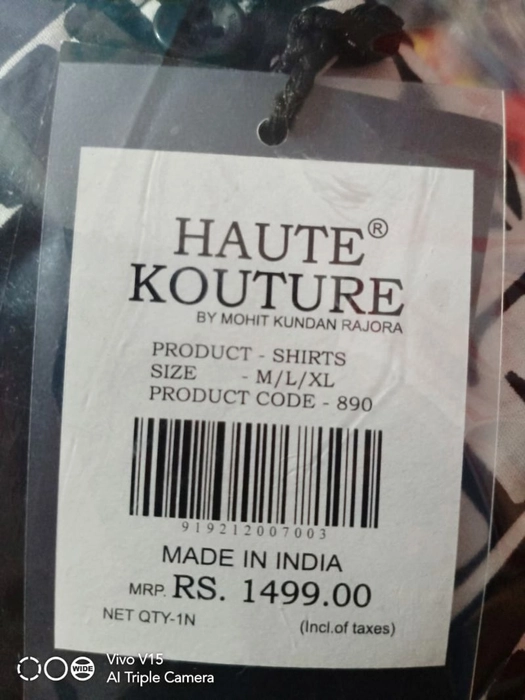 HAUTE®
KOUTURE
BY MOHIT KUNDAN RAJORA
PRODUCT - SHIRTS
SIZE - M/L/XL
PRODUCT CODE - 890
919212007003
MADE IN INDIA
MRP. RS. 1499.00
NET QTY-1N (Incl.of taxes)
WIDE Vivo V15
AI Triple Camera